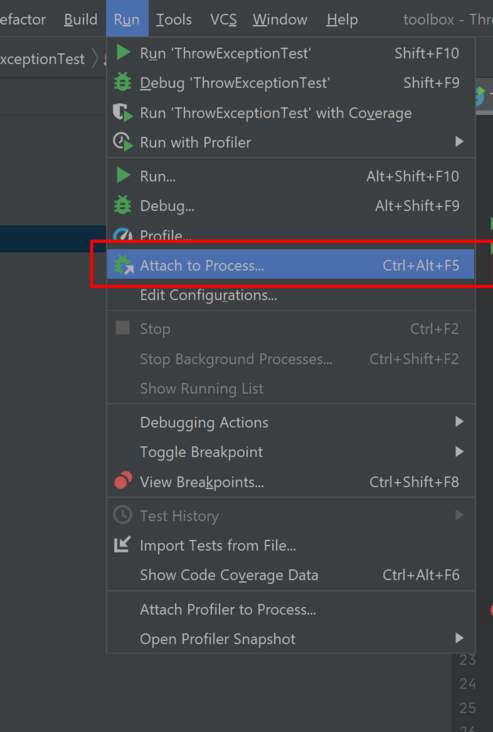 efactor Build Run Tools VCS Window Help toolbox - Thr
xceptionTest
Run 'ThrowExceptionTest' Shift+F10
Debug 'ThrowExceptionTest' Shift+F9
Run 'ThrowExceptionTest' with Coverage
Run with Profiler
Run... Alt+Shift+F10
Debug... Alt+Shift+F9
Profile...
Attach to Process... Ctrl+Alt+F5
Edit Configurations...
Stop Ctrl+F2
Stop Background Processes... Ctrl+Shift+F2
Show Running List
Debugging Actions
Toggle Breakpoint
View Breakpoints... Ctrl+Shift+F8
Test History
Import Tests from File...
Show Code Coverage Data Ctrl+Alt+F6
Attach Profiler to Process...
Open Profiler Snapshot
23
24
25
26